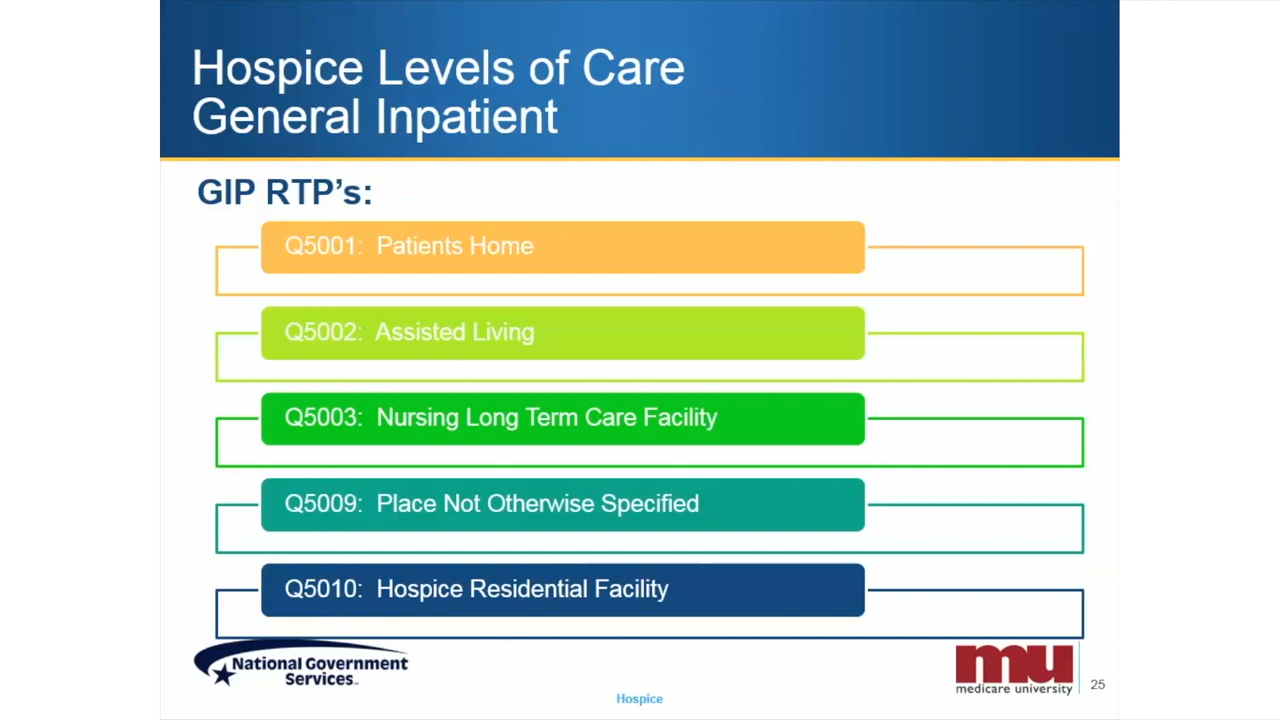 Hospice Levels of Care
General Inpatient
GIP RTP’s:
Q5001:  Patients Home
Q5002:  Assisted Living
Q5003:  Nursing Long Term Care Facility
Q5009:  Place Not Otherwise Specified
Q5010:  Hospice Residential Facility
National Government
Services
mu
medicare university
25
Hospice